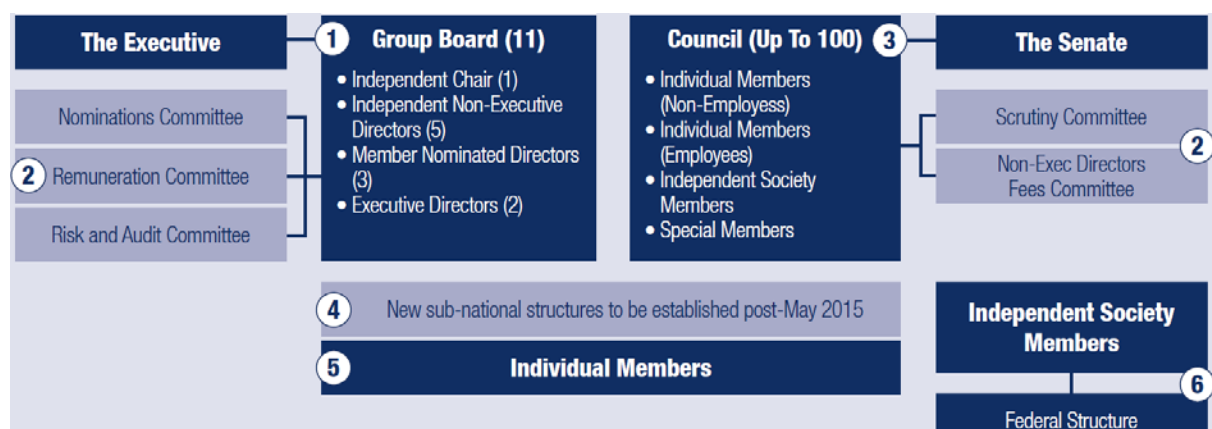 The Executive
1
Group Board (11)
• Independent Chair (1)
• Independent Non-Executive
Directors (5)
• Member Nominated Directors
(3)
• Executive Directors (2)
Council (Up To 100)
3
• Individual Members
(Non-Employess)
• Individual Members
(Employees)
• Independent Society
Members
• Special Members
The Senate
Nominations Committee
2
Remuneration Committee
Risk and Audit Committee
Scrutiny Committee
2
Non-Exec Directors
Fees Committee
4
New sub-national structures to be established post-May 2015
5
Individual Members
Independent Society
Members
6
Federal Structure